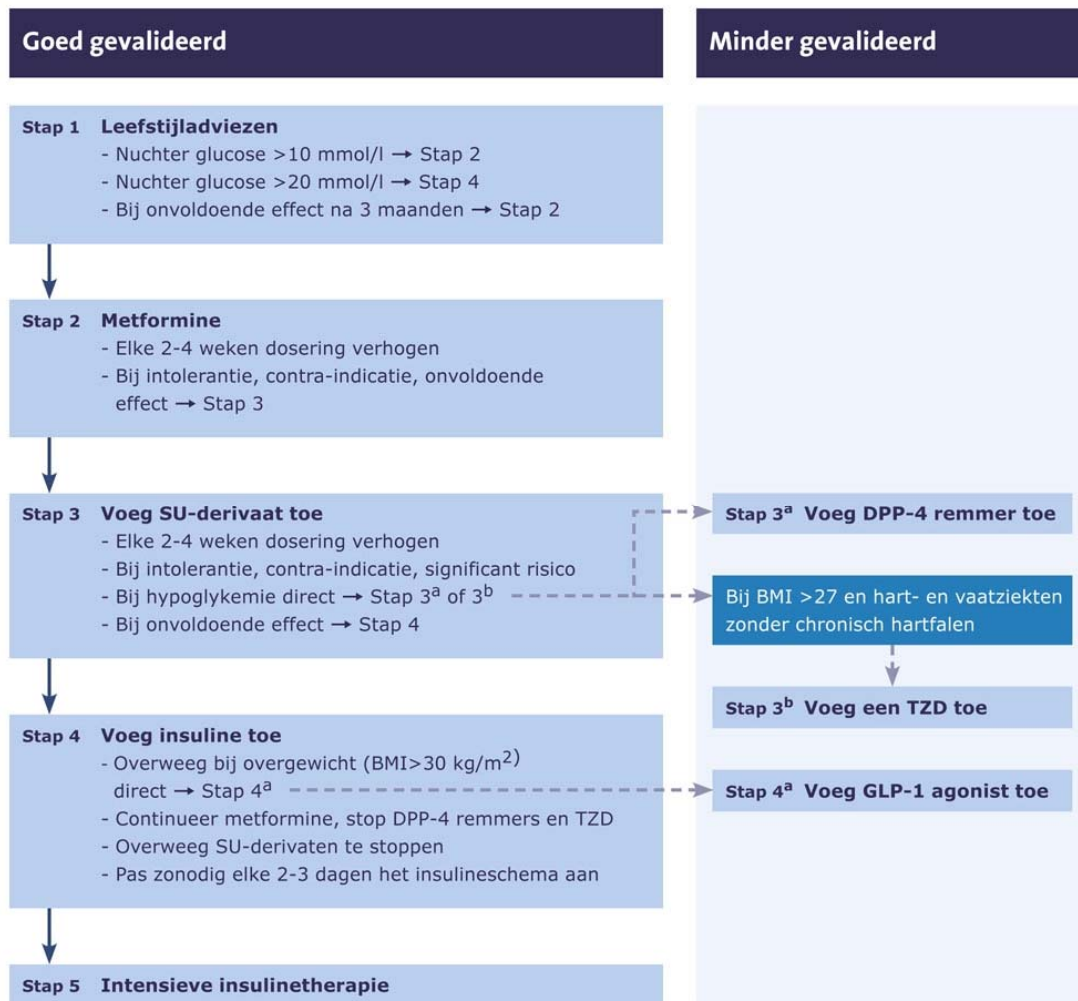 Goed gevalideerd
Minder gevalideerd
Stap 1 Leefstijladviezen
- Nuchter glucose >10 mmol/l → Stap 2
- Nuchter glucose >20 mmol/l → Stap 4
- Bij onvoldoende effect na 3 maanden → Stap 2
Stap 2 Metformine
- Elke 2-4 weken dosering verhogen
- Bij intolerantie, contra-indicatie, onvoldoende
effect → Stap 3
Stap 3 Voeg SU-derivaat toe
- Elke 2-4 weken dosering verhogen
- Bij intolerantie, contra-indicatie, significant risico
- Bij hypoglykemie direct → Stap 3ᵃ of 3ᵇ
- Bij onvoldoende effect → Stap 4
Stap 3ᵃ Voeg DPP-4 remmer toe
Bij BMI >27 en hart- en vaatziekten
zonder chronisch hartfalen
Stap 3ᵇ Voeg een TZD toe
Stap 4 Voeg insuline toe
- Overweeg bij overgewicht (BMI>30 kg/m²⁾
direct → Stap 4ᵃ
- Continueer metformine, stop DPP-4 remmers en TZD
- Overweeg SU-derivaten te stoppen
- Pas zonodig elke 2-3 dagen het insulineschema aan
Stap 4ᵃ Voeg GLP-1 agonist toe
Stap 5 Intensieve insulinetherapie